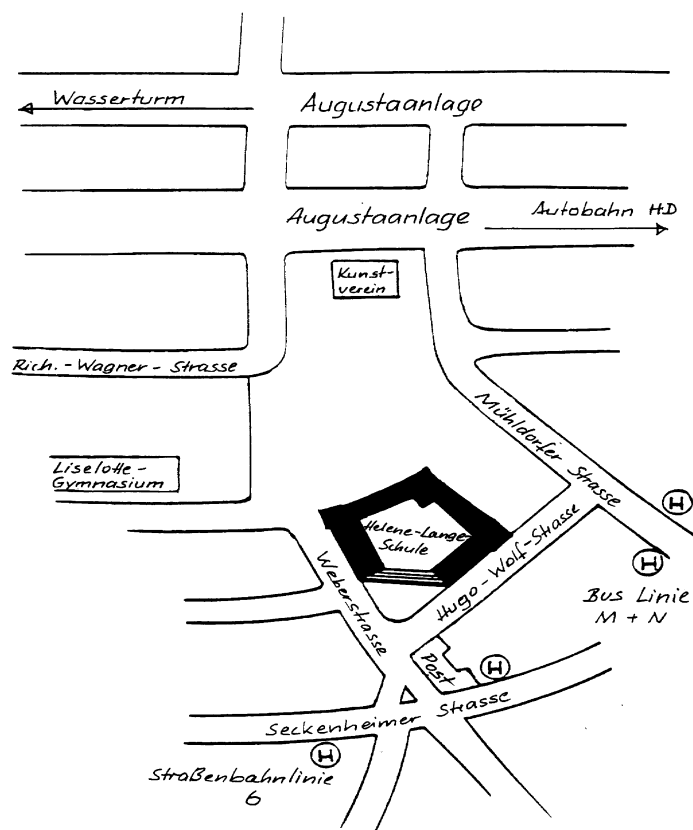 Wasserturm
Augustaanlage
Augustaanlage
Autobahn HD
Kunst-
verein
Rich.-Wagner-Strasse
Mühldorfer Strasse
Liselotte-
Gymnasium
H
Helene-Lange-
Schule
Hugo-Wolf-Strasse
Weberstrasse
H
Bus Linie
M + N
Post
H
Seckenheimer Strasse
H
Straßenbahnlinie
6